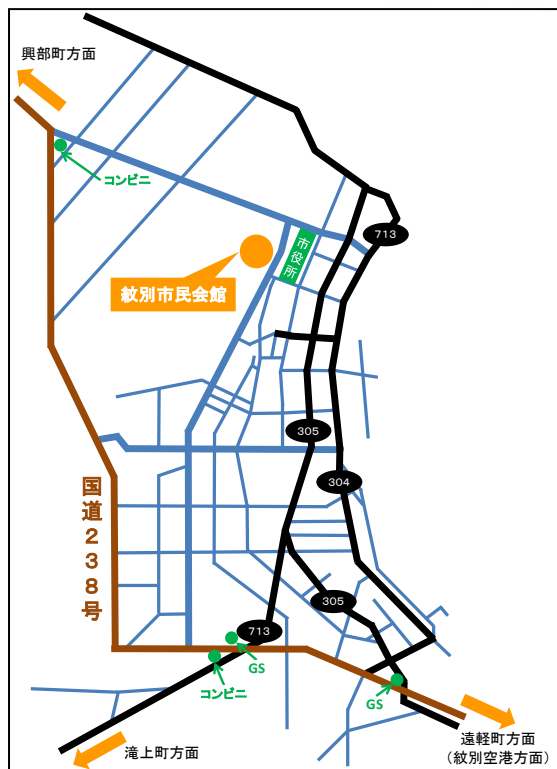 興部町方面
コンビニ
713
市役所
紋別市民会館
305
304
国道238号
305
713
GS
コンビニ
GS
滝上町方面
遠軽町方面
(紋別空港方面)